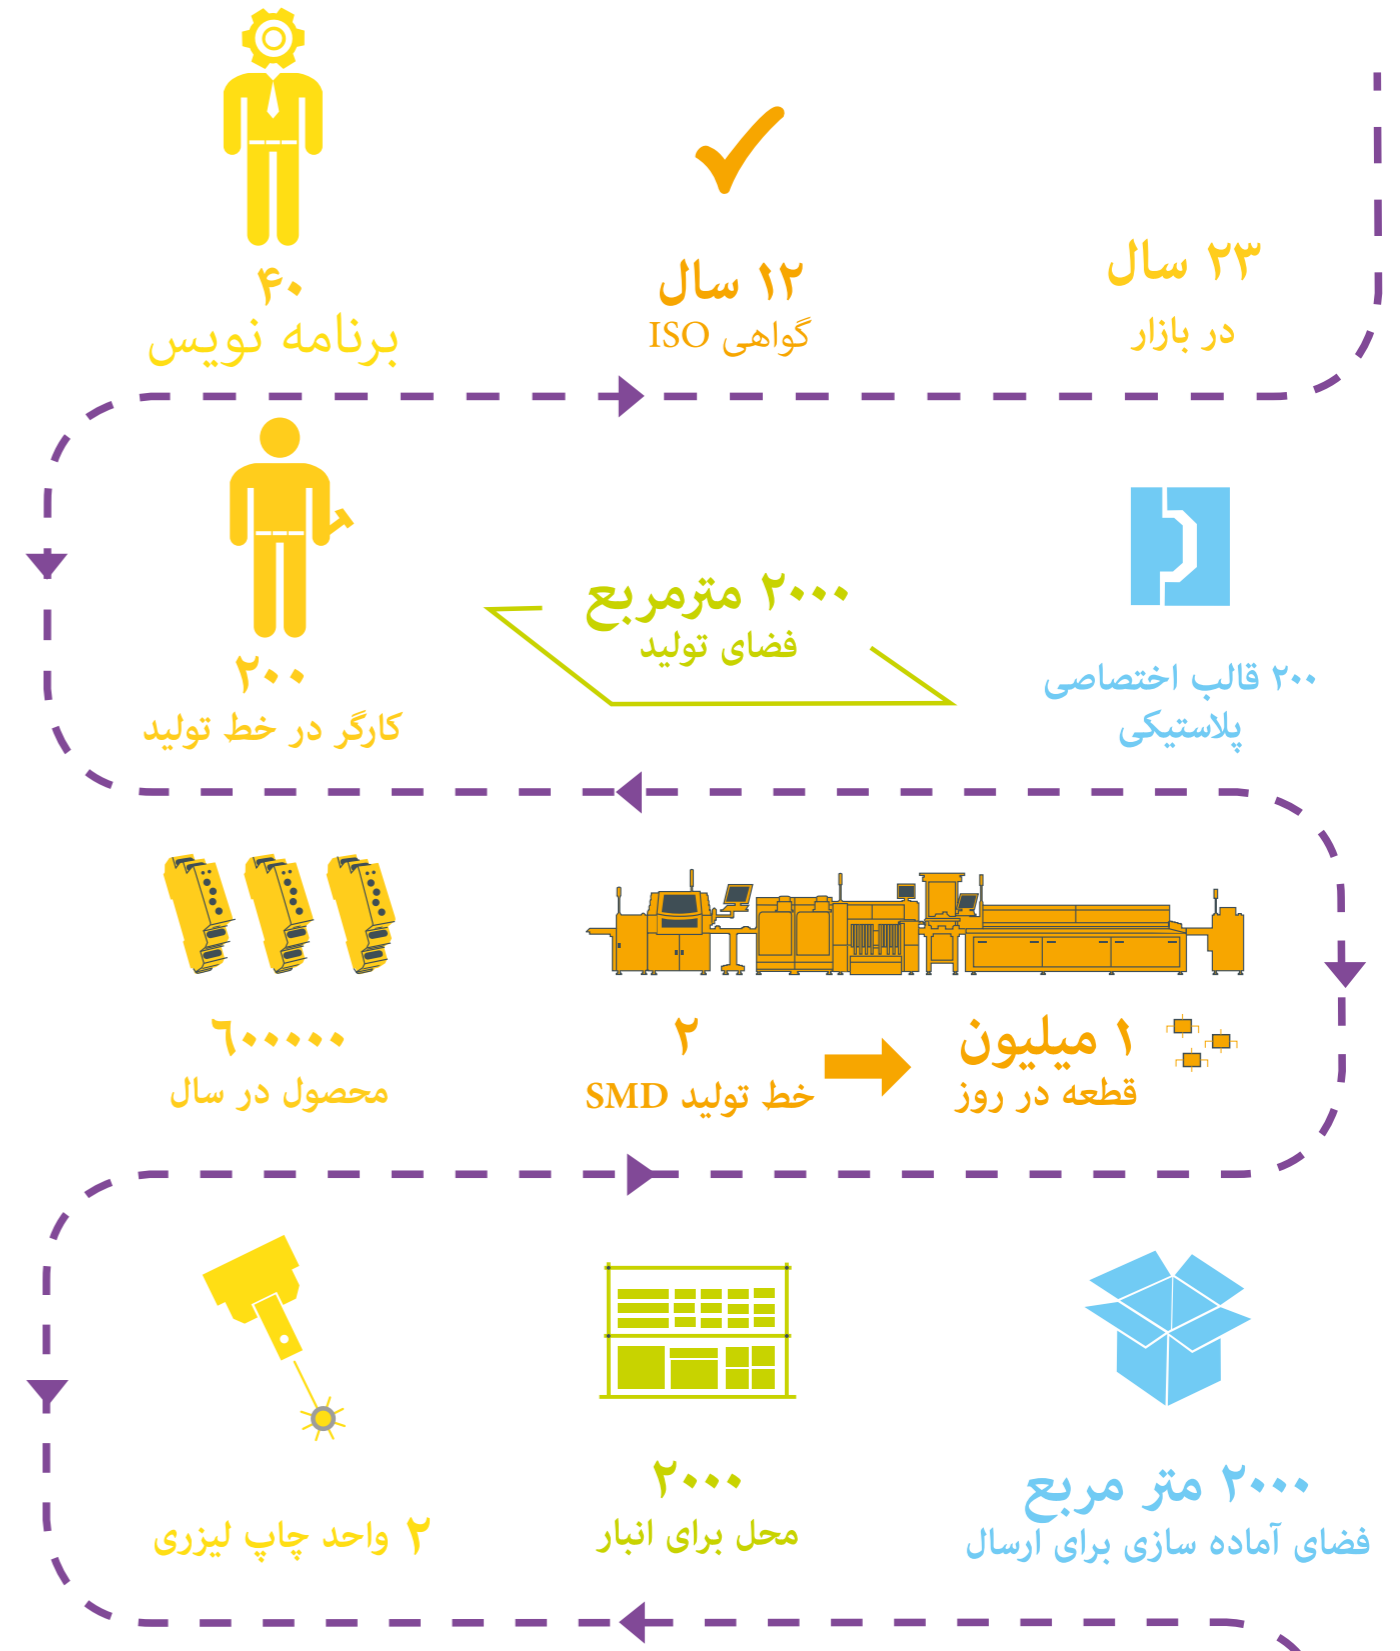 ۲۳ سال
در بازار
۱۲ سال
گواهی ISO
۴۰
برنامه نویس
۲۰۰ قالب اختصاصی
پلاستیکی
۲۰۰۰ مترمربع
فضای تولید
۲۰۰
کارگر در خط تولید
۱ میلیون
قطعه در روز
۲
خط تولید SMD
٦۰۰۰۰۰
محصول در سال
۲۰۰۰ متر مربع
فضای آماده سازی برای ارسال
۲۰۰۰
محل برای انبار
۲ واحد چاپ لیزری